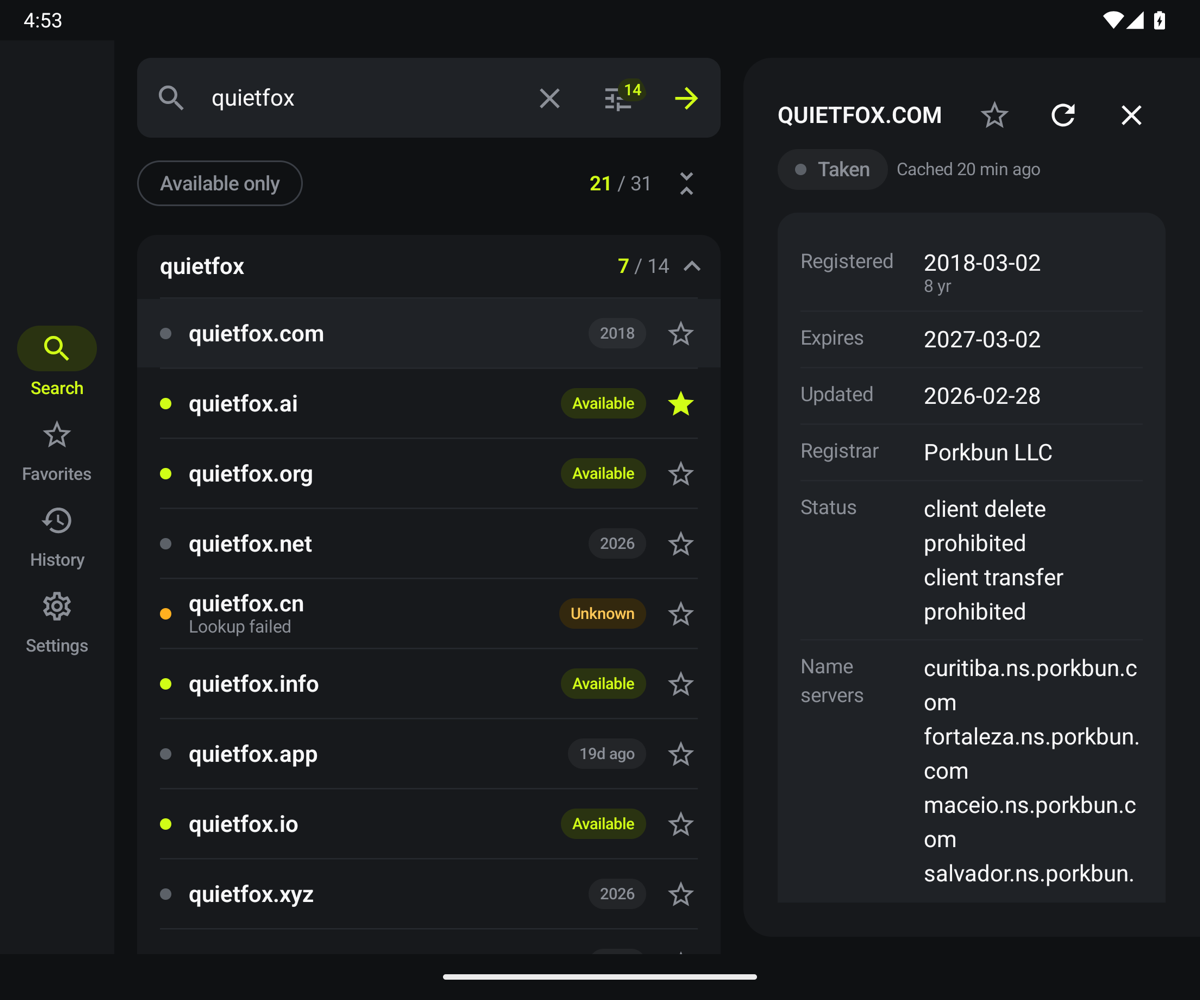 4:53
quietfox
14
Available only
21 / 31
quietfox
7 / 14
quietfox.com
2018
quietfox.ai
Available
quietfox.org
Available
quietfox.net
2026
quietfox.cn
Lookup failed
Unknown
quietfox.info
Available
quietfox.app
19d ago
quietfox.io
Available
quietfox.xyz
2026
Search
Favorites
History
Settings
QUIETFOX.COM
Taken
Cached 20 min ago
Registered
2018-03-02
8 yr
Expires
2027-03-02
Updated
2026-02-28
Registrar
Porkbun LLC
Status
client delete
prohibited
client transfer
prohibited
Name
servers
curitiba.ns.porkbun.c
om
fortaleza.ns.porkbun.
com
maceio.ns.porkbun.c
om
salvador.ns.porkbun.